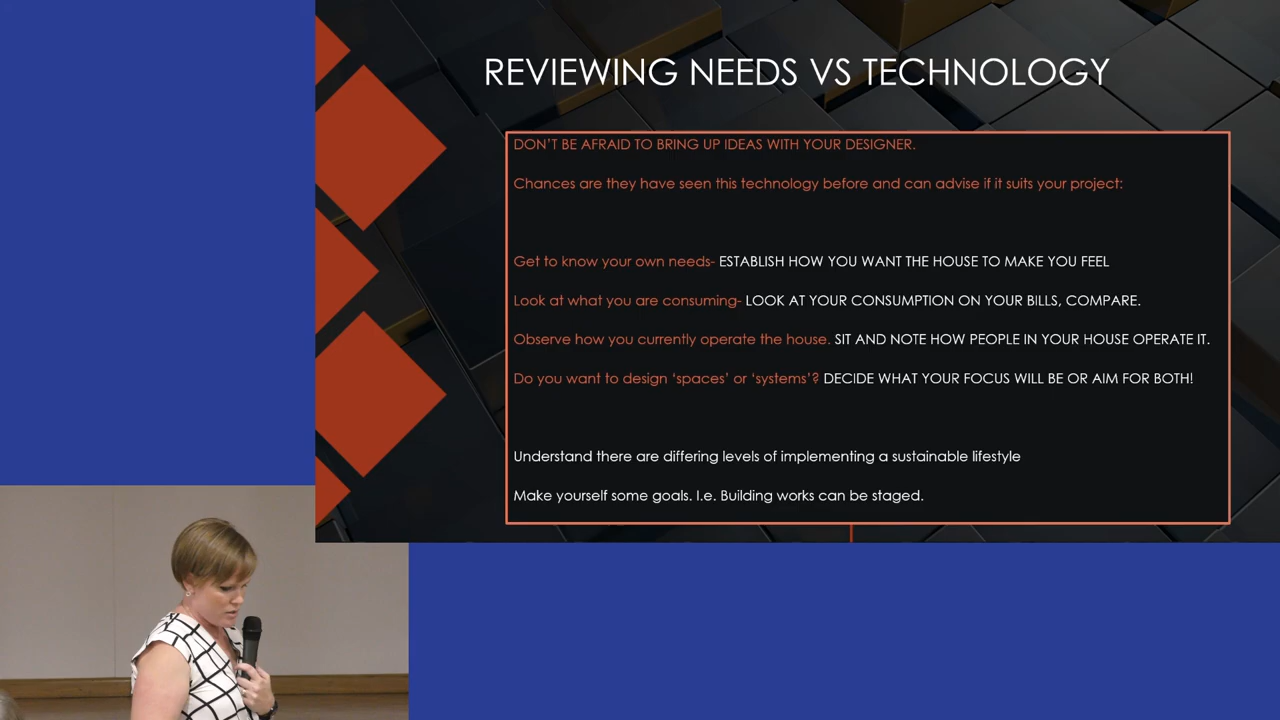 REVIEWING NEEDS VS TECHNOLOGY
DON'T BE AFRAID TO BRING UP IDEAS WITH YOUR DESIGNER.
Chances are they have seen this technology before and can advise if it suits your project:
Get to know your own needs- ESTABLISH HOW YOU WANT THE HOUSE TO MAKE YOU FEEL
Look at what you are consuming- LOOK AT YOUR CONSUMPTION ON YOUR BILLS, COMPARE.
Observe how you currently operate the house. SIT AND NOTE HOW PEOPLE IN YOUR HOUSE OPERATE IT.
Do you want to design ‘spaces’ or ‘systems’? DECIDE WHAT YOUR FOCUS WILL BE OR AIM FOR BOTH!
Understand there are differing levels of implementing a sustainable lifestyle
Make yourself some goals. I.e. Building works can be staged.